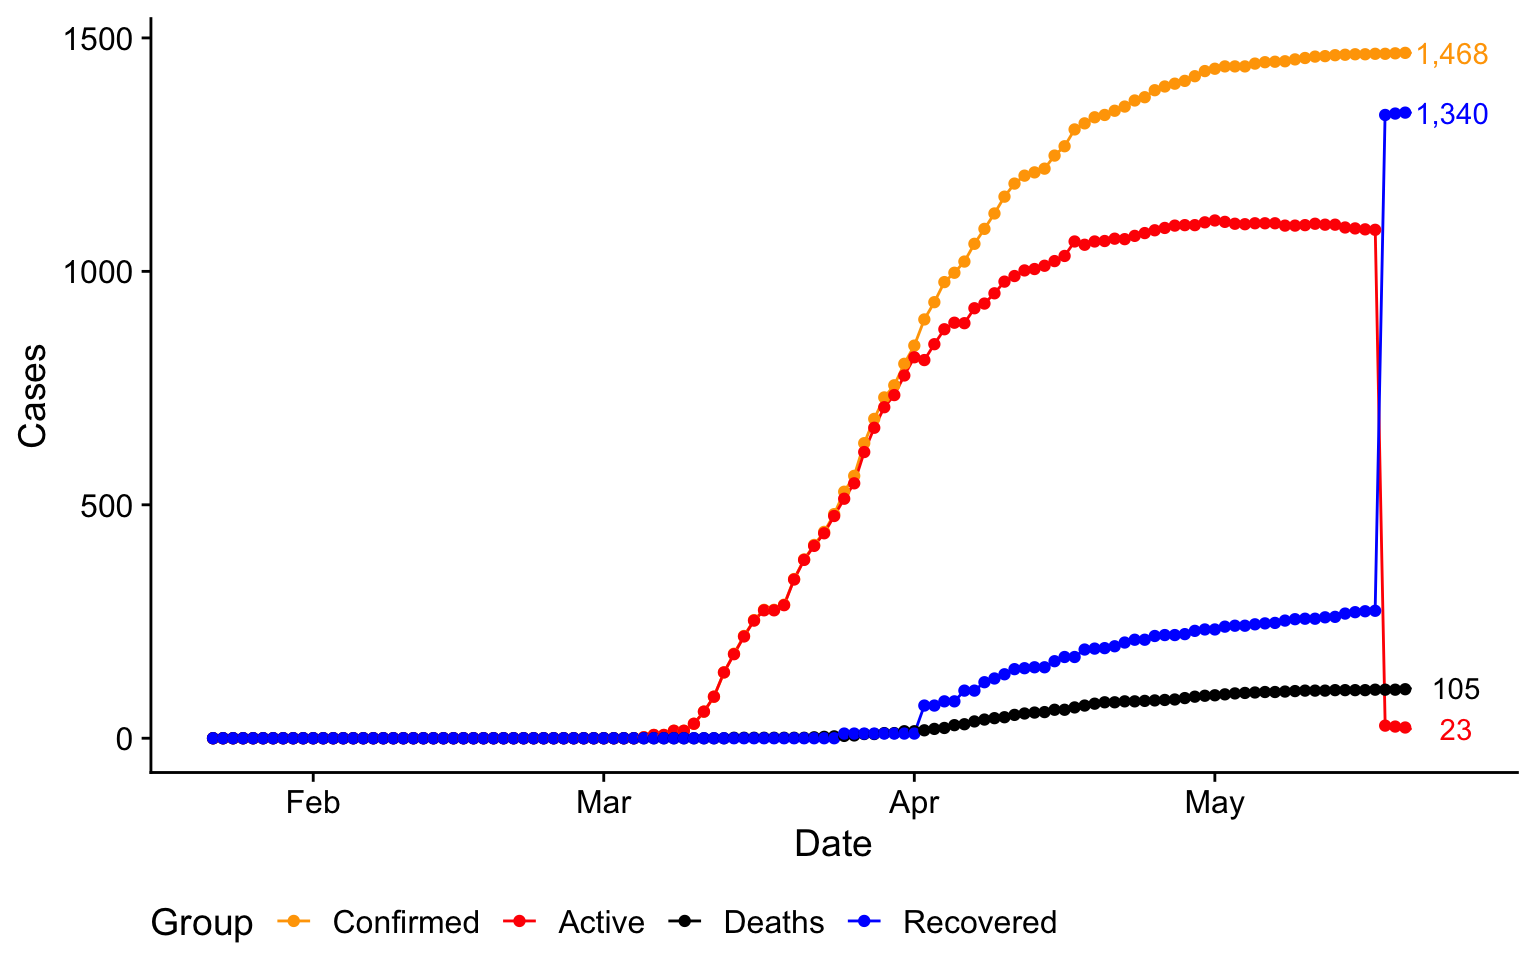 1500
1000
500
0
Cases
1,468
1,340
105
23
Feb Mar Apr May
Date
Group Confirmed Active Deaths Recovered